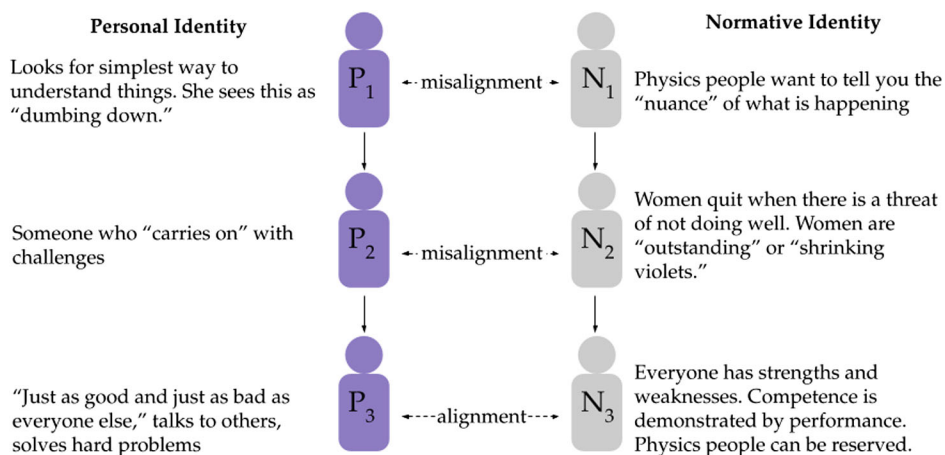 Personal Identity
Normative Identity
Looks for simplest way to
understand things. She sees this as
“dumbing down.”
P1
misalignment
N1
Physics people want to tell you the
“nuance” of what is happening
Someone who “carries on” with
challenges
P2
misalignment
N2
Women quit when there is a threat
of not doing well. Women are
“outstanding” or “shrinking
violets.”
“Just as good and just as bad as
everyone else,” talks to others,
solves hard problems
P3
alignment
N3
Everyone has strengths and
weaknesses. Competence is
demonstrated by performance.
Physics people can be reserved.